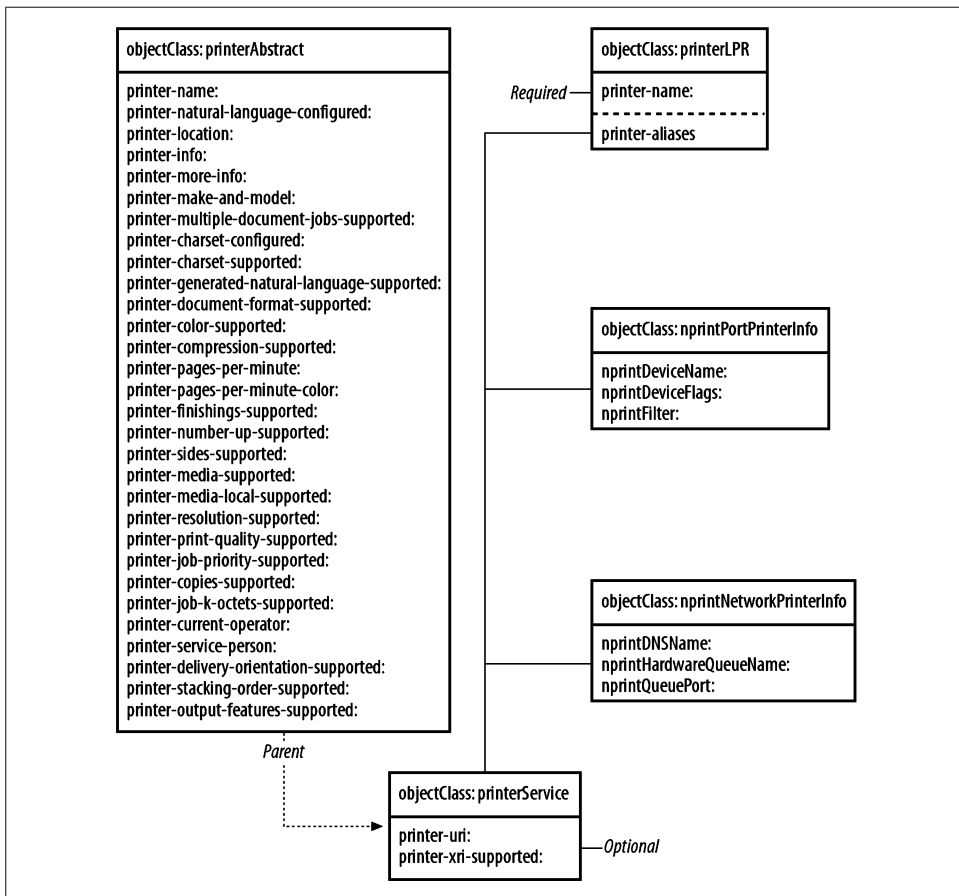 objectClass: printerAbstract
printer-name:
printer-natural-language-configured:
printer-location:
printer-info:
printer-more-info:
printer-make-and-model:
printer-multiple-document-jobs-supported:
printer-charset-configured:
printer-charset-supported:
printer-generated-natural-language-supported:
printer-document-format-supported:
printer-color-supported:
printer-compression-supported:
printer-pages-per-minute:
printer-pages-per-minute-color:
printer-finishings-supported:
printer-number-up-supported:
printer-sides-supported:
printer-media-supported:
printer-media-local-supported:
printer-resolution-supported:
printer-print-quality-supported:
printer-job-priority-supported:
printer-copies-supported:
printer-job-k-octets-supported:
printer-current-operator:
printer-service-person:
printer-delivery-orientation-supported:
printer-stacking-order-supported:
printer-output-features-supported:
Parent
objectClass: printerLPR
Required
printer-name:
printer-aliases
objectClass: nprintPortPrinterInfo
nprintDeviceName:
nprintDeviceFlags:
nprintFilter:
objectClass: nprintNetworkPrinterInfo
nprintDNSName:
nprintHardwareQueueName:
nprintQueuePort:
objectClass: printerService
printer-uri:
printer-xri-supported:
Optional